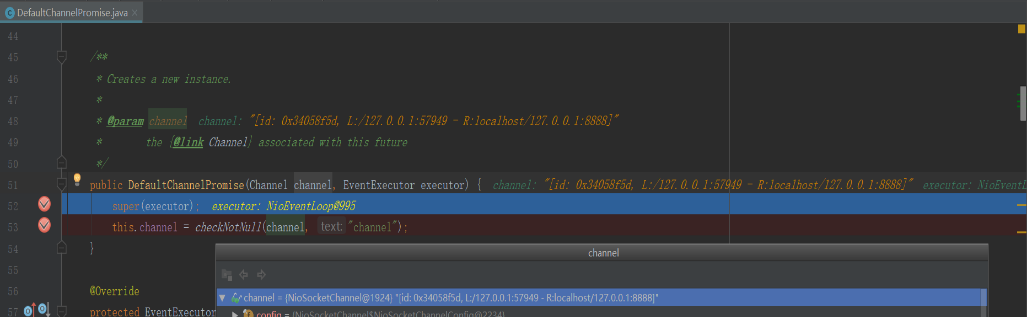 DefaultChannelPromise.java
44
45 /**
46 * Creates a new instance.
47 *
48 * @param channel channel: "[id: 0x34058f5d, L:/127.0.0.1:57949 - R:localhost/127.0.0.1:8888]"
49 * the {@link Channel} associated with this future
50 */
51 public DefaultChannelPromise(Channel channel, EventExecutor executor) { channel: "[id: 0x34058f5d, L:/127.0.0.1:57949 - R:localhost/127.0.0.1:8888]" executor: NioEventL
52 super(executor); executor: NioEventLoop@995
53 this.channel = checkNotNull(channel, text: "channel");
54 }
channel
55
channel = {NioSocketChannel@1924} "[id: 0x34058f5d, L:/127.0.0.1:57949 - R:localhost/127.0.0.1:8888]"
56 @Override
57 protected EventExecutor
config = {NioSocketChannel$NioSocketChannelConfig@2234}